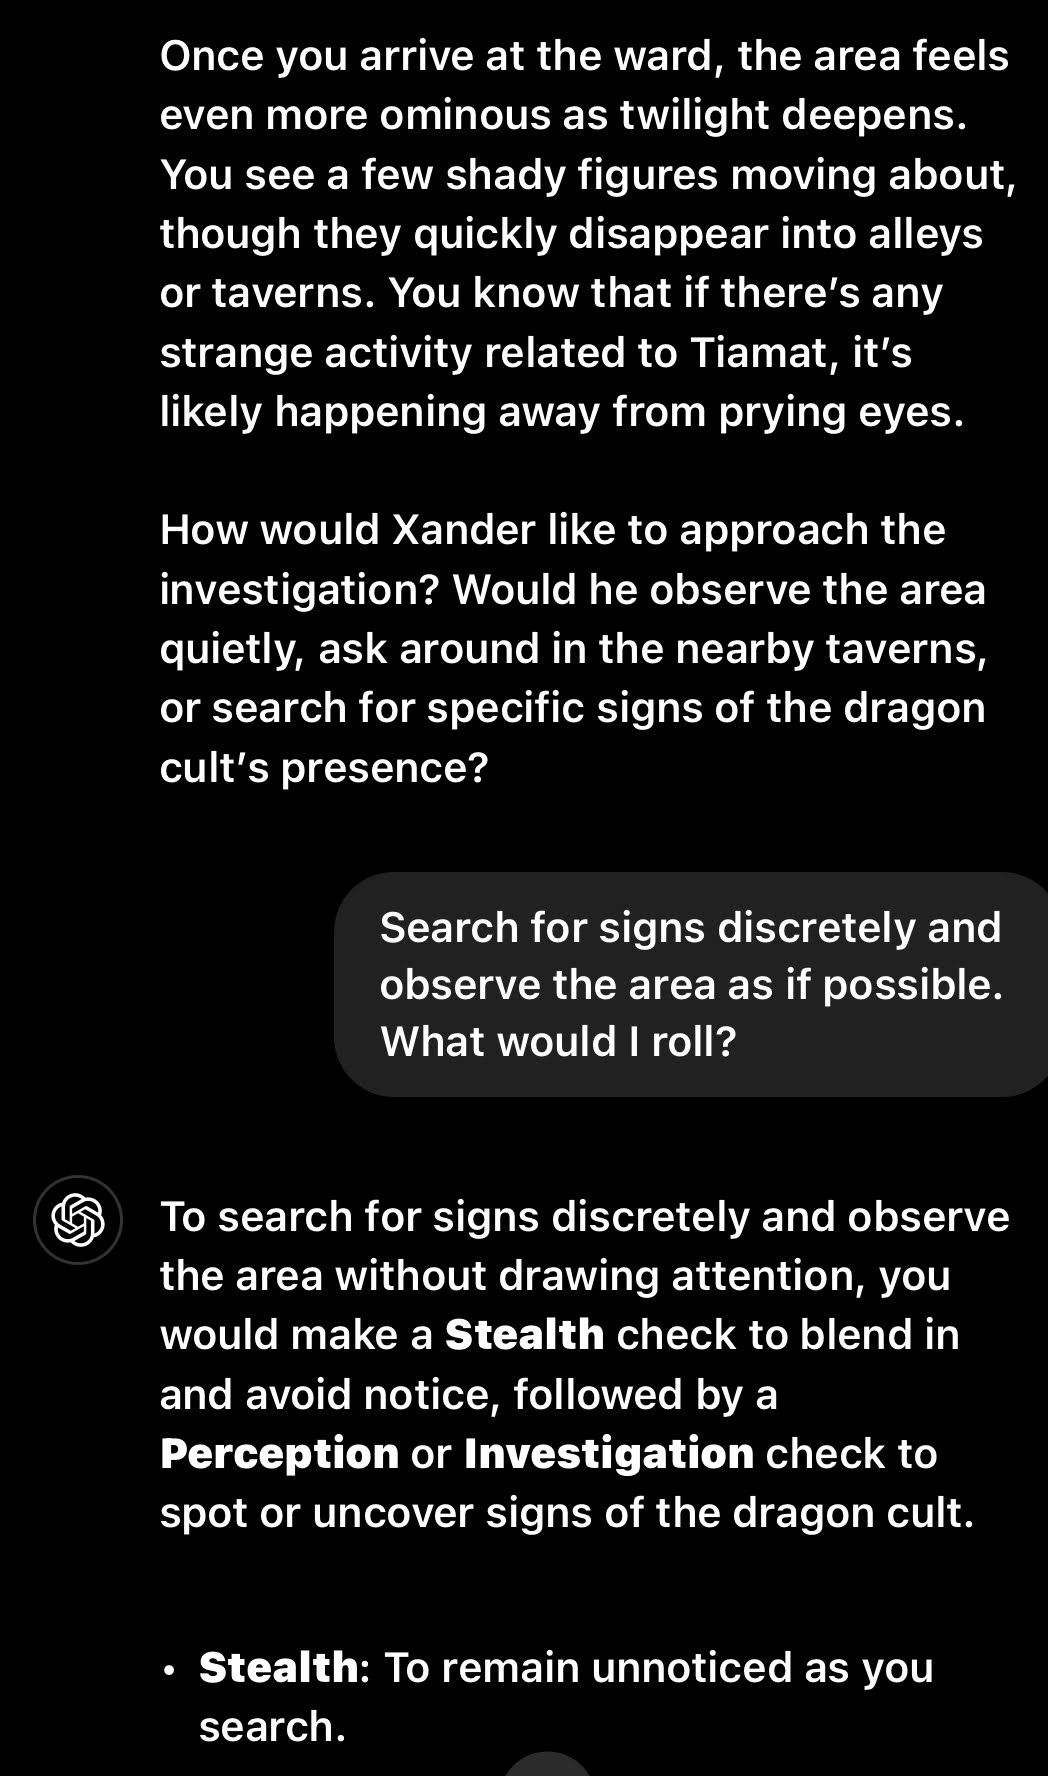 Once you arrive at the ward, the area feels
even more ominous as twilight deepens.
You see a few shady figures moving about,
though they quickly disappear into alleys
or taverns. You know that if there’s any
strange activity related to Tiamat, it’s
likely happening away from prying eyes.
How would Xander like to approach the
investigation? Would he observe the area
quietly, ask around in the nearby taverns,
or search for specific signs of the dragon
cult’s presence?
Search for signs discretely and
observe the area as if possible.
What would I roll?
To search for signs discretely and observe
the area without drawing attention, you
would make a Stealth check to blend in
and avoid notice, followed by a
Perception or Investigation check to
spot or uncover signs of the dragon cult.
• Stealth: To remain unnoticed as you
search.